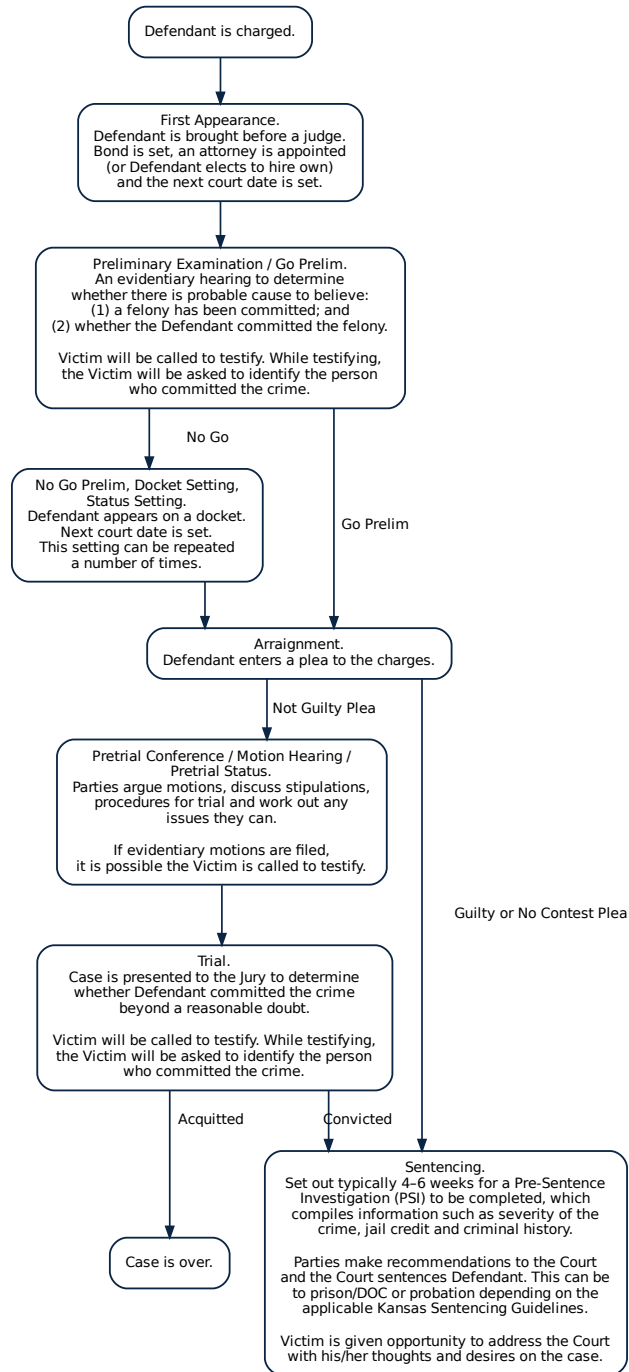 Defendant is charged.
First Appearance.
Defendant is brought before a judge.
Bond is set, an attorney is appointed
(or Defendant elects to hire own)
and the next court date is set.
Preliminary Examination / Go Prelim.
An evidentiary hearing to determine
whether there is probable cause to believe:
(1) a felony has been committed; and
(2) whether the Defendant committed the felony.
Victim will be called to testify. While testifying,
the Victim will be asked to identify the person
who committed the crime.
No Go
No Go Prelim, Docket Setting,
Status Setting.
Defendant appears on a docket.
Next court date is set.
This setting can be repeated
a number of times.
Go Prelim
Arraignment.
Defendant enters a plea to the charges.
Not Guilty Plea
Pretrial Conference / Motion Hearing /
Pretrial Status.
Parties argue motions, discuss stipulations,
procedures for trial and work out any
issues they can.
If evidentiary motions are filed,
it is possible the Victim is called to testify.
Guilty or No Contest Plea
Trial.
Case is presented to the Jury to determine
whether Defendant committed the crime
beyond a reasonable doubt.
Victim will be called to testify. While testifying,
the Victim will be asked to identify the person
who committed the crime.
Acquitted
Convicted
Case is over.
Sentencing.
Set out typically 4–6 weeks for a Pre-Sentence
Investigation (PSI) to be completed, which
compiles information such as severity of the
crime, jail credit and criminal history.
Parties make recommendations to the Court
and the Court sentences Defendant. This can be
to prison/DOC or probation depending on the
applicable Kansas Sentencing Guidelines.
Victim is given opportunity to address the Court
with his/her thoughts and desires on the case.